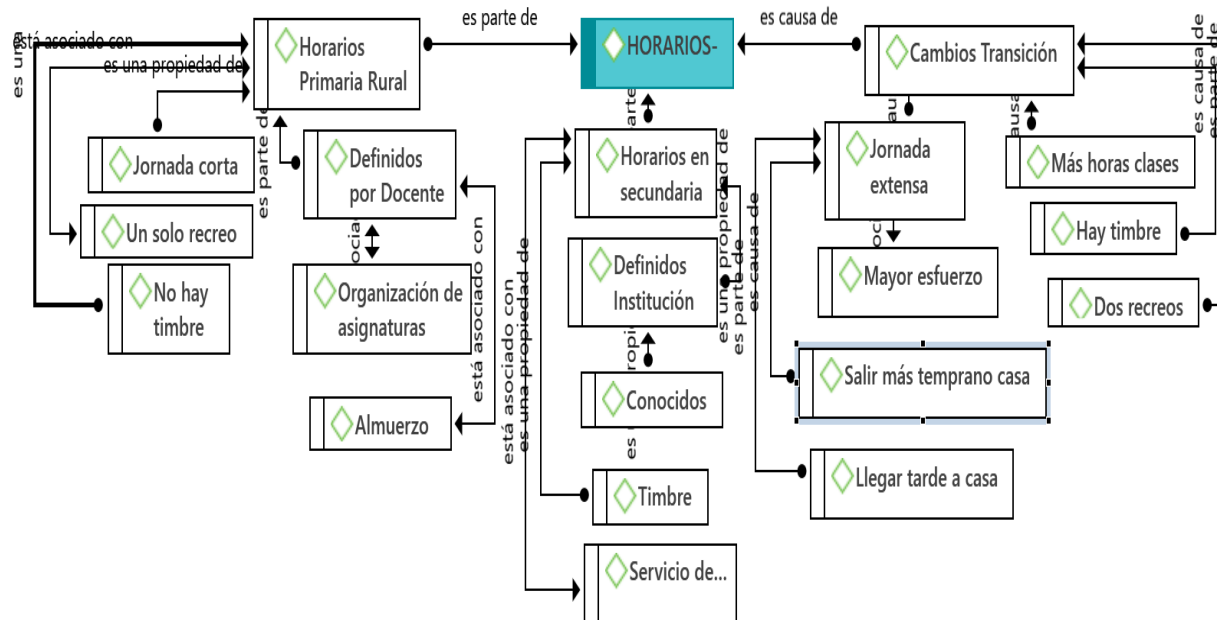 es parte de
es causa de
está asociado con
es una
es una propiedad de
Horarios
Primaria Rural
HORARIOS-
Cambios Transición
es causa de
es parte de
parte
Jornada corta
es parte de
Definidos
por Docente
Horarios en
secundaria
Jornada
extensa
Más horas clases
Un solo recreo
Hay timbre
No hay
timbre
Organización de
asignaturas
está asociado con
está asociado con
es una propiedad de
Definidos
Institución
es una propiedad de
es parte de
es causa de
Mayor esfuerzo
Dos recreos
Salir más temprano casa
Almuerzo
Conocidos
Llegar tarde a casa
Timbre
Servicio de...